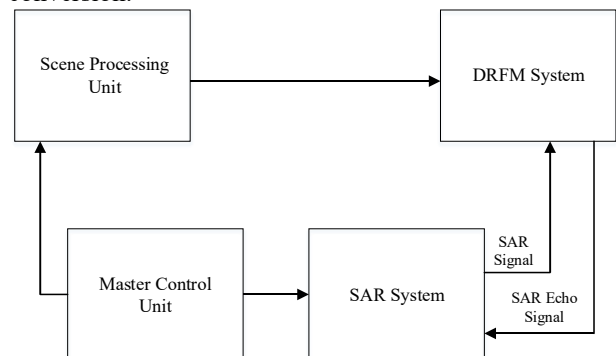 Scene Processing
Unit
DRFM System
Master Control
Unit
SAR System
SAR
Signal
SAR Echo
Signal